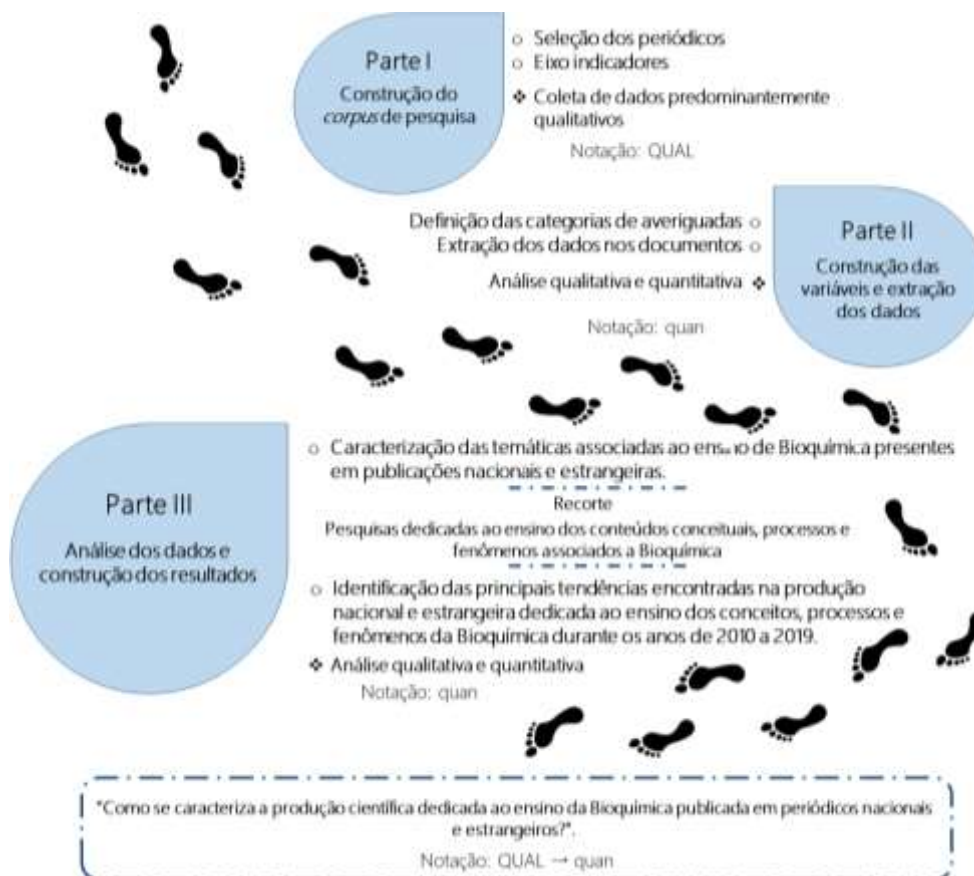 Parte I
Construção do
corpus de pesquisa
o Seleção dos periódicos
o Eixo indicadores
❖ Coleta de dados predominantemente
qualitativos
Notação: QUAL
Definição das categorias de averiguadas o
Extração dos dados nos documentos o
Análise qualitativa e quantitativa ❖
Notação: quan
Parte II
Construção das
variáveis e extração
dos dados
Parte III
Análise dos dados e
construção dos resultados
o Caracterização das temáticas associadas ao ensino de Bioquímica presentes
em publicações nacionais e estrangeiras.
Recorte
Pesquisas dedicadas ao ensino dos conteúdos conceituais, processos e
fenômenos associados a Bioquímica
o Identificação das principais tendências encontradas na produção
nacional e estrangeira dedicada ao ensino dos conceitos, processos e
fenômenos da Bioquímica durante os anos de 2010 a 2019.
❖ Análise qualitativa e quantitativa
Notação: quan
"Como se caracteriza a produção científica dedicada ao ensino da Bioquímica publicada em periódicos nacionais
e estrangeiros?".
Notação: QUAL → quan